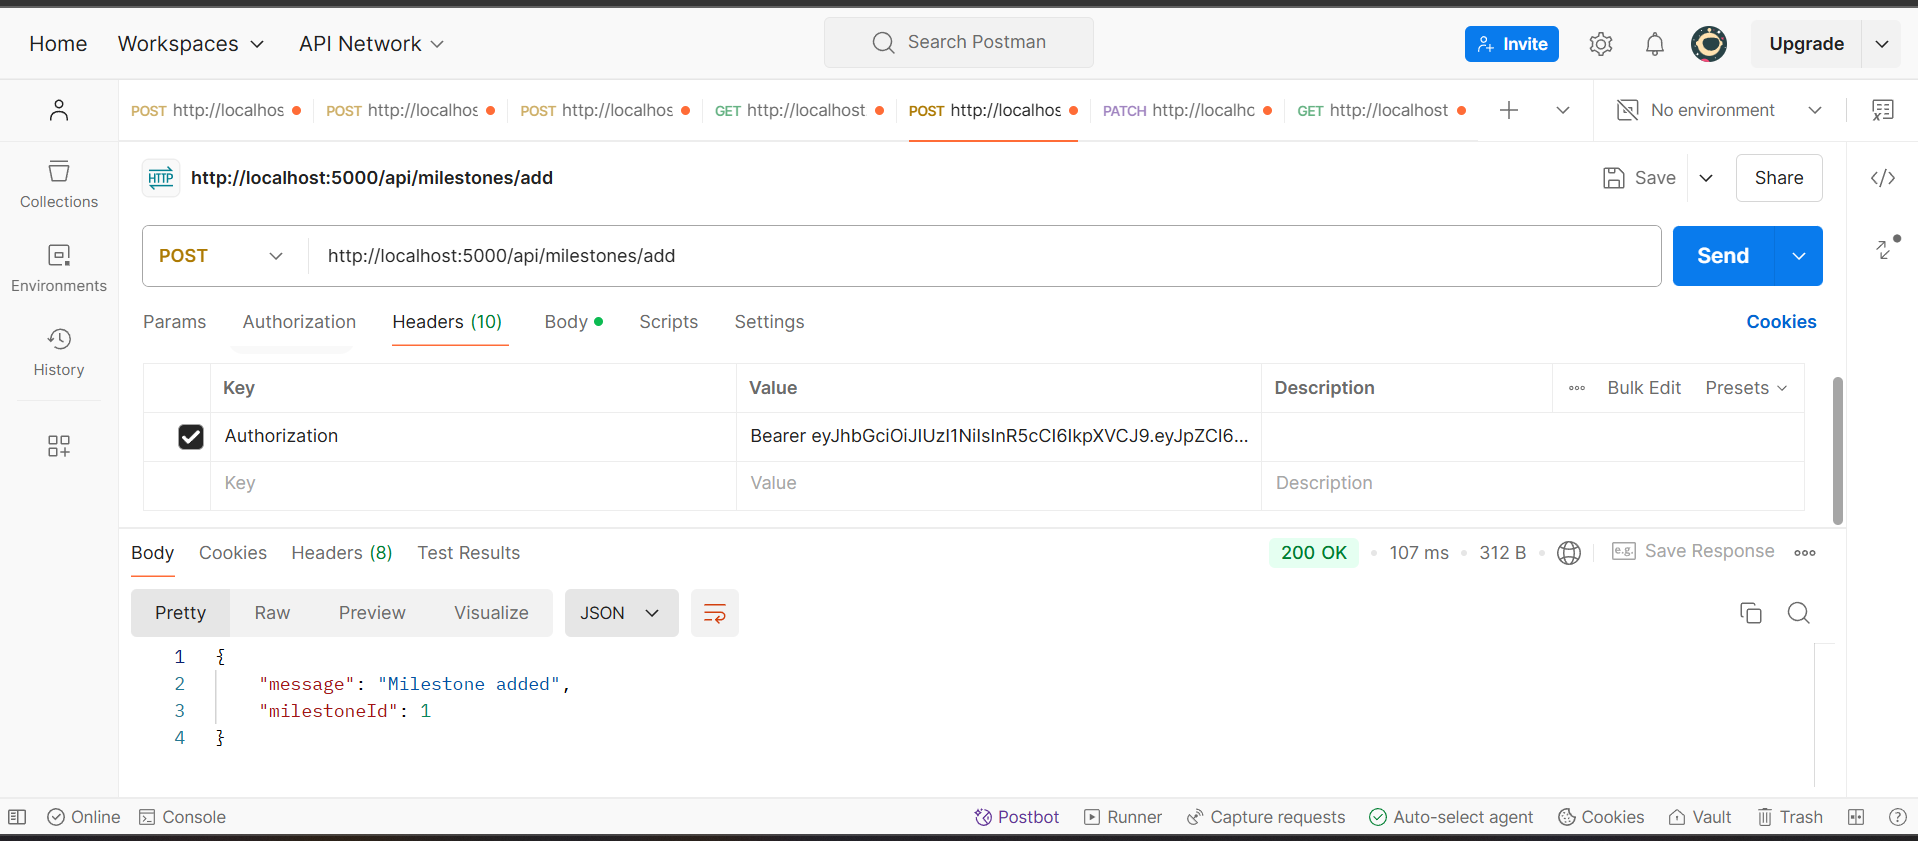 Home Workspaces API Network Search Postman Invite Upgrade
POST http://localhos POST http://localhos POST http://localhos GET http://localhost POST http://localhos PATCH http://localhc GET http://localhost No environment
HTTP http://localhost:5000/api/milestones/add Save Share
Collections
POST http://localhost:5000/api/milestones/add Send
Environments
Params Authorization Headers (10) Body Scripts Settings Cookies
History
Key Value Description Bulk Edit Presets
Authorization Bearer eyJhbGciOiJIUzI1NiIsInR5cCI6IkpXVCJ9.eyJpZCI6...
Key Value Description
Body Cookies Headers (8) Test Results 200 OK 107 ms 312 B e.g. Save Response
Pretty Raw Preview Visualize JSON
1 {
2 "message": "Milestone added",
3 "milestoneId": 1
4 }
Online Console Postbot Runner Capture requests Auto-select agent Cookies Vault Trash